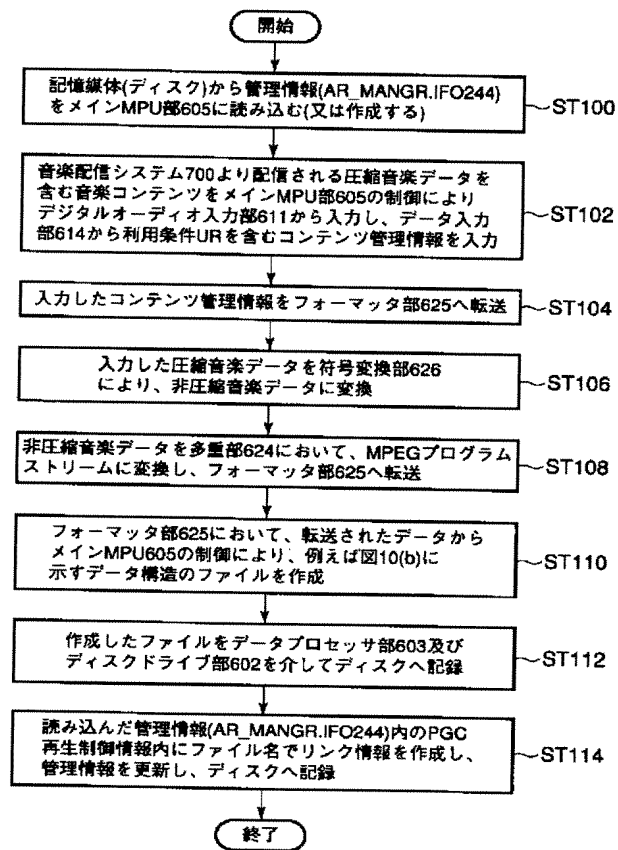 開始
記憶媒体(ディスク)から管理情報(AR_MANGR.IFO244)
をメインMPU部605に読み込む(又は作成する)
ST100
音楽配信システム700より配信される圧縮音楽データを
含む音楽コンテンツをメインMPU部605の制御により
デジタルオーディオ入力部611から入力し、データ入力
部614から利用条件URを含むコンテンツ管理情報を入力
ST102
入力したコンテンツ管理情報をフォーマッタ部625へ転送
ST104
入力した圧縮音楽データを符号変換部626
により、非圧縮音楽データに変換
ST106
非圧縮音楽データを多重部624において、MPEGプログラム
ストリームに変換し、フォーマッタ部625へ転送
ST108
フォーマッタ部625において、転送されたデータから
メインMPU605の制御により、例えば図10(b)に
示すデータ構造のファイルを作成
ST110
作成したファイルをデータプロセッサ部603及び
ディスクドライブ部602を介してディスクへ記録
ST112
読み込んだ管理情報(AR_MANGR.IFO244)内のPGC
再生制御情報内にファイル名でリンク情報を作成し、
管理情報を更新し、ディスクへ記録
ST114
終了